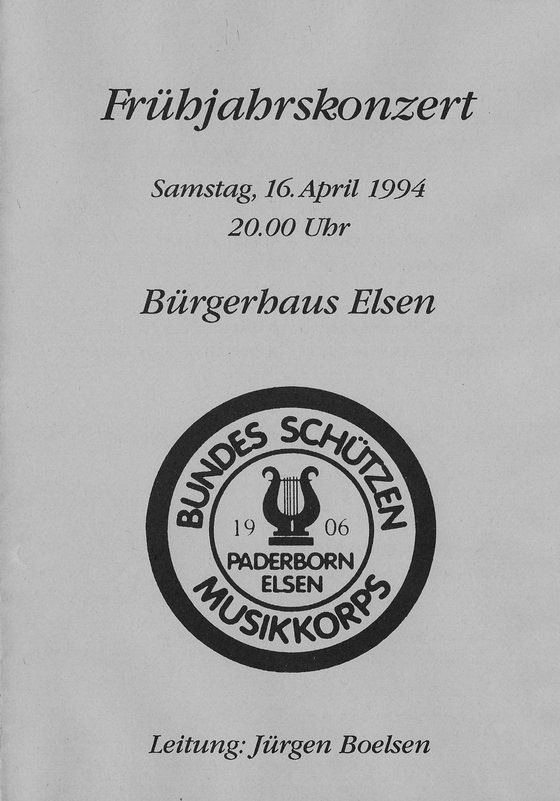 Frühjahrskonzert
Samstag, 16. April 1994
20.00 Uhr
Bürgerhaus Elsen
BUNDES SCHÜTZEN
19 06
PADERBORN
ELSEN
MUSIKKORPS
Leitung: Jürgen Boelsen